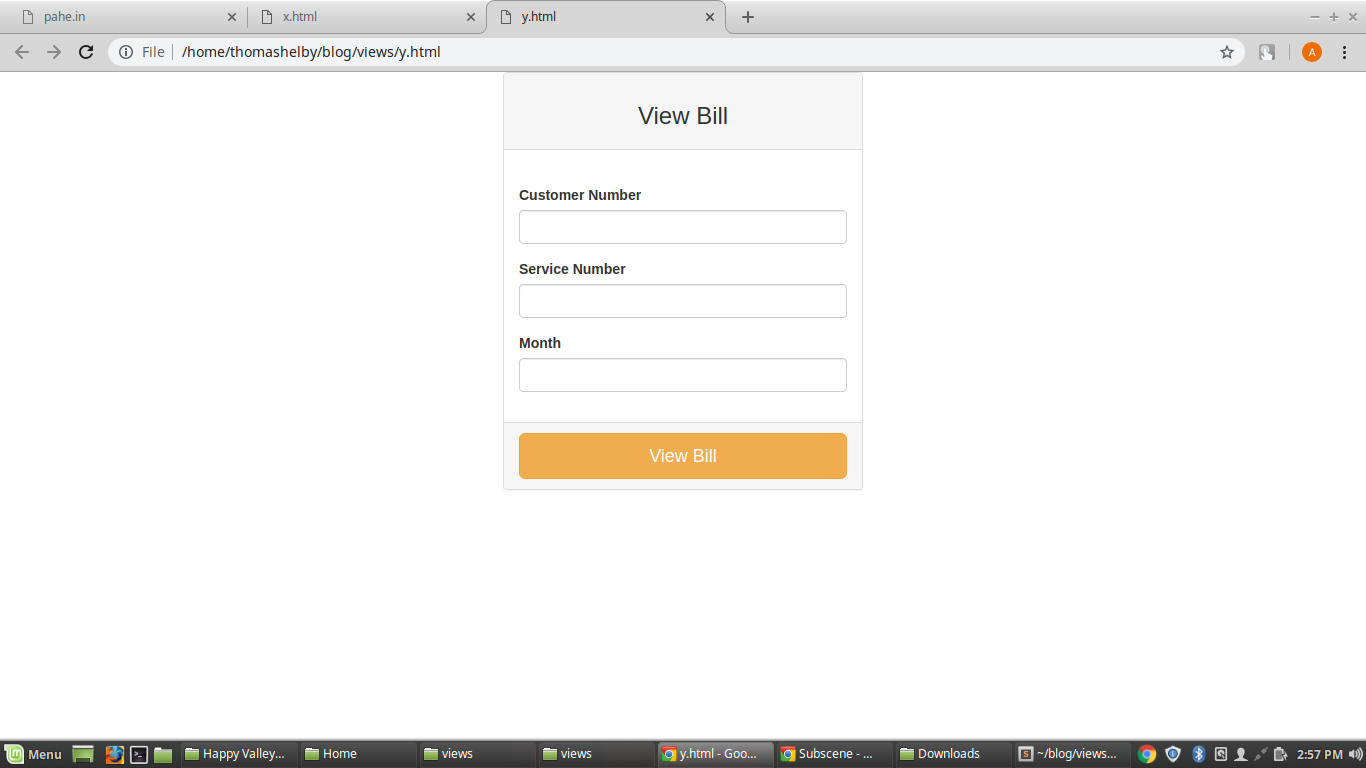 pahe.in
x.html
y.html
File
/home/thomashelby/blog/views/y.html
A
View Bill
Customer Number
Service Number
Month
View Bill
Menu
Happy Valley...
Home
views
views
y.html - Goo...
Subscene - ...
Downloads
~/blog/views...
2:57 PM